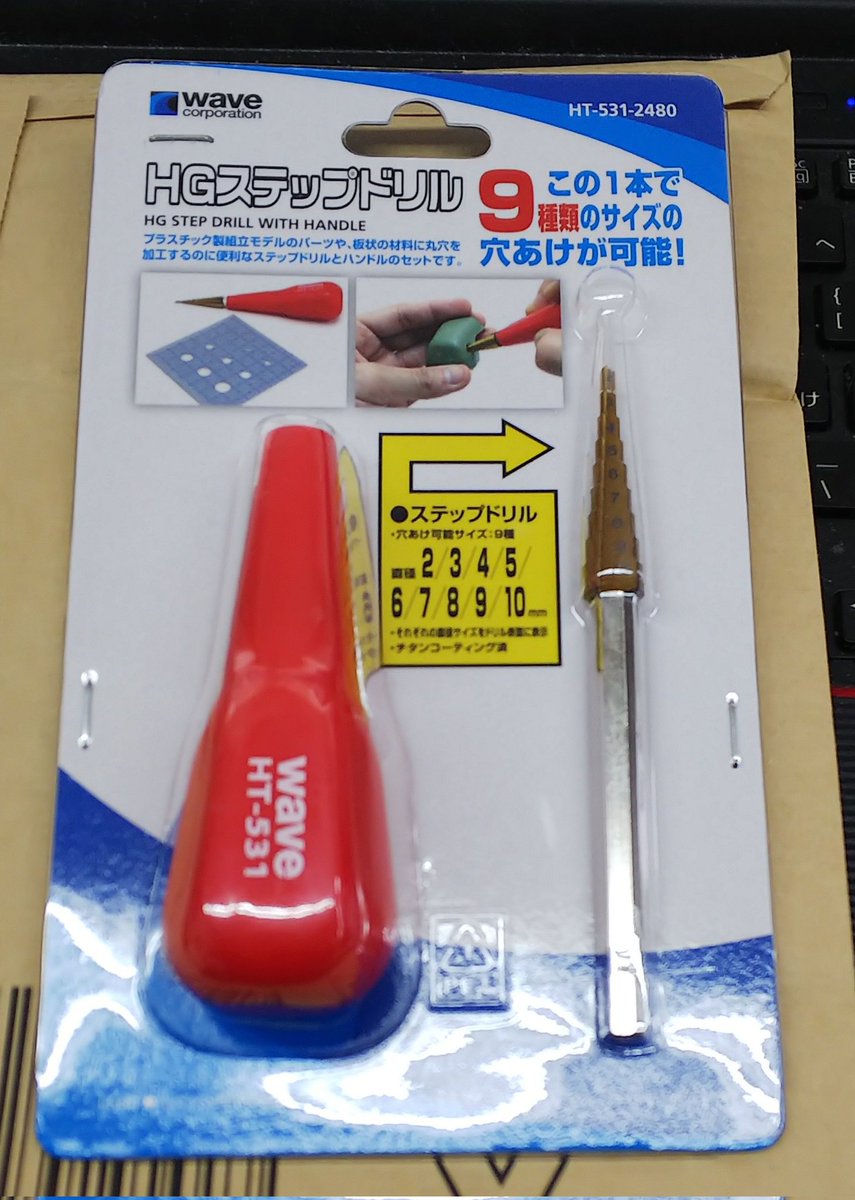 wave
corporation
HT-531-2480
HGステップドリル
HG STEP DRILL WITH HANDLE
プラスチック製組立モデルのパーツや、板状の材料に丸穴を
加工するのに便利なステップドリルとハンドルのセットです。
この1本で
9種類のサイズの
穴あけが可能!
●ステップドリル
・穴あけ可能サイズ:9種
直径 2/3/4/5/
6/7/8/9/10mm
・それぞれの直径サイズをドリル表面に表示
・チタンコーティング済
4
5
6
7
8
9
wave
HT-531
け